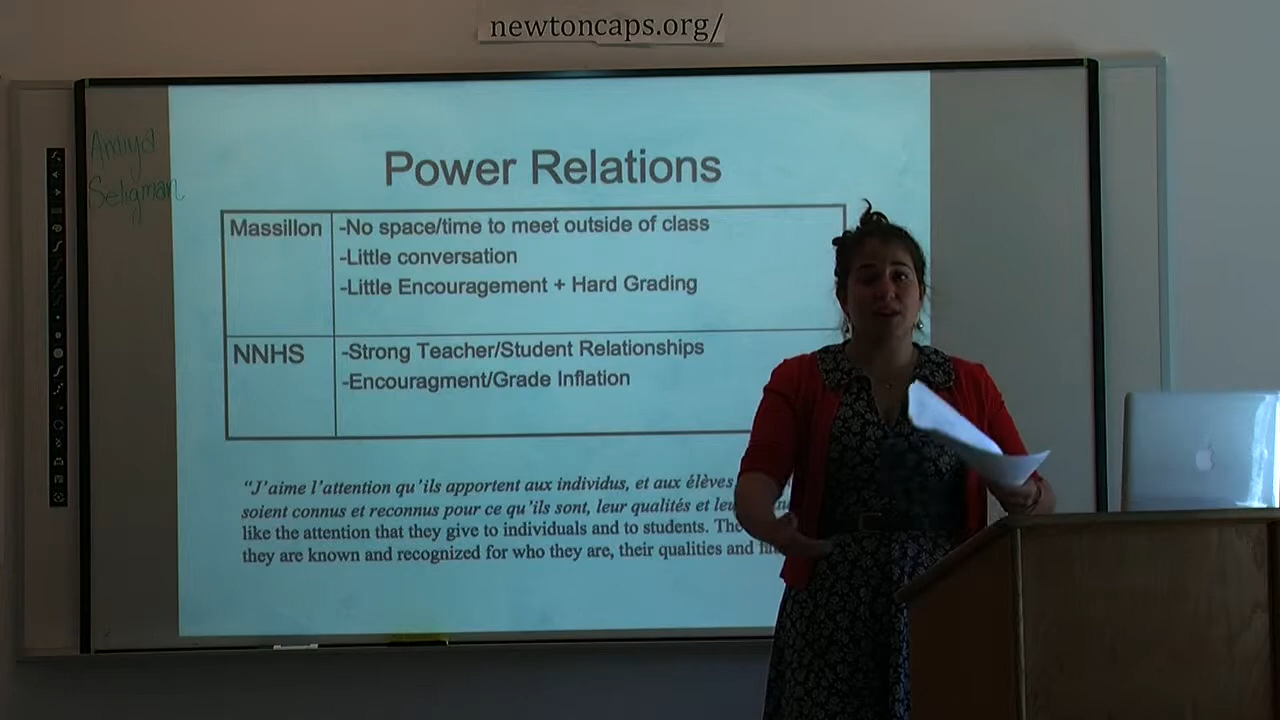 newtoncaps.org/
Amiya
Seligman
Power Relations
Massillon
-No space/time to meet outside of class
-Little conversation
-Little Encouragement + Hard Grading
NNHS
-Strong Teacher/Student Relationships
-Encouragment/Grade Inflation
“J’aime l’attention qu’ils apportent aux individus, et aux élèves
soient connus et reconnus pour ce qu’ils sont, leur qualités et
like the attention that they give to individuals and to students.
they are known and recognized for who they are, their qualities and